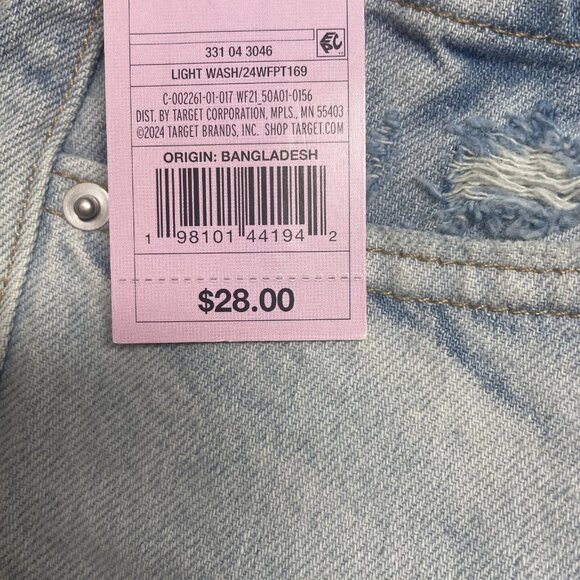 331 04 3046
LIGHT WASH/24WFPT169
C-002261-01-017 WF21_50A01-0156
DIST. BY TARGET CORPORATION, MPLS., MN 55403
©2024 TARGET BRANDS, INC. SHOP TARGET.COM
ORIGIN: BANGLADESH
1 98101 44194 2
$28.00